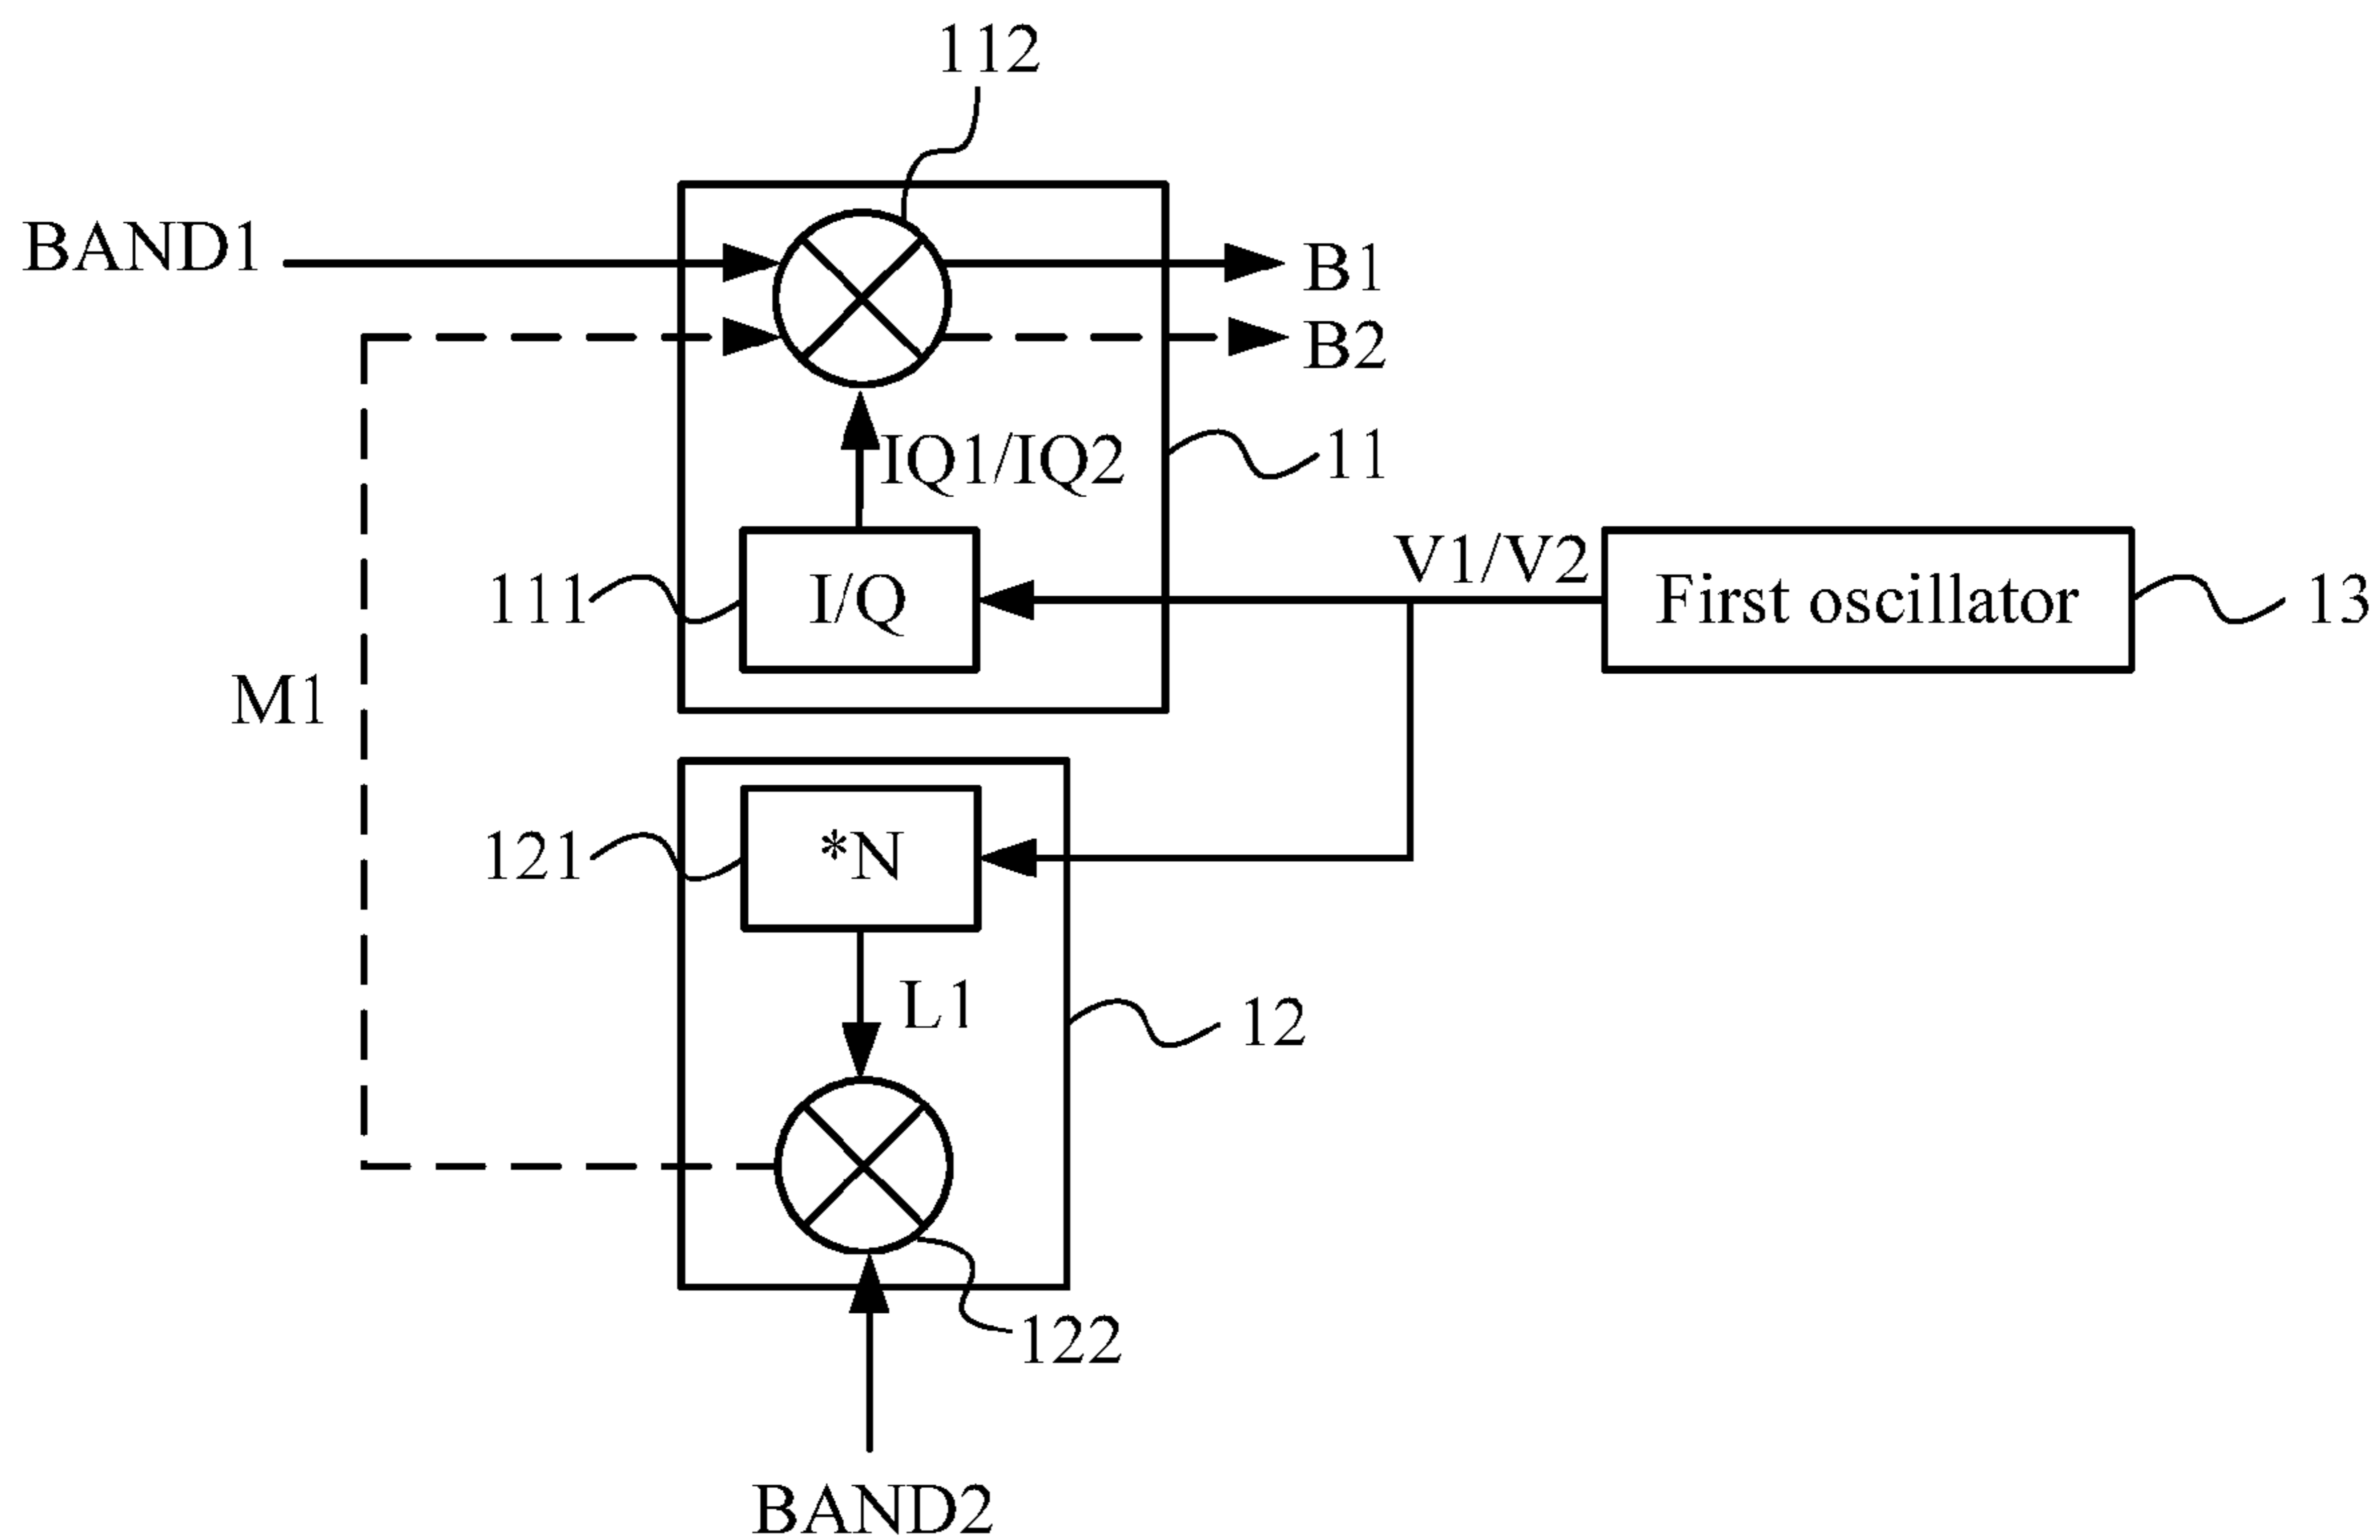 112
BAND1
B1
B2
IQ1/IQ2
11
V1/V2
111
I/Q
First oscillator
13
M1
121
*N
L1
12
122
BAND2